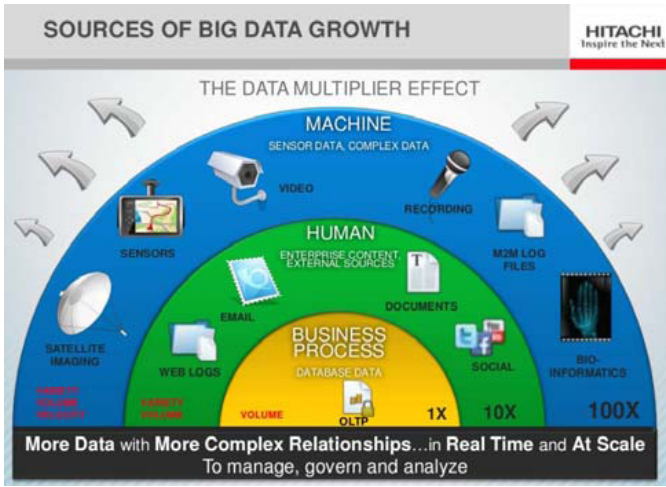 SOURCES OF BIG DATA GROWTH
HITACHI
Inspire the Next
THE DATA MULTIPLIER EFFECT
MACHINE
SENSOR DATA, COMPLEX DATA
VIDEO
RECORDING
SENSORS
M2M LOG
FILES
HUMAN
ENTERPRISE CONTENT,
EXTERNAL SOURCES
T
EMAIL
DOCUMENTS
SATELLITE
IMAGING
WEB LOGS
BUSINESS
PROCESS
DATABASE DATA
SOCIAL
BIO-
INFORMATICS
VARIETY
VOLUME
VELOCITY
VARIETY
VOLUME
VOLUME
OLTP
1X
10X
100X
More Data with More Complex Relationships...in Real Time and At Scale
To manage, govern and analyze